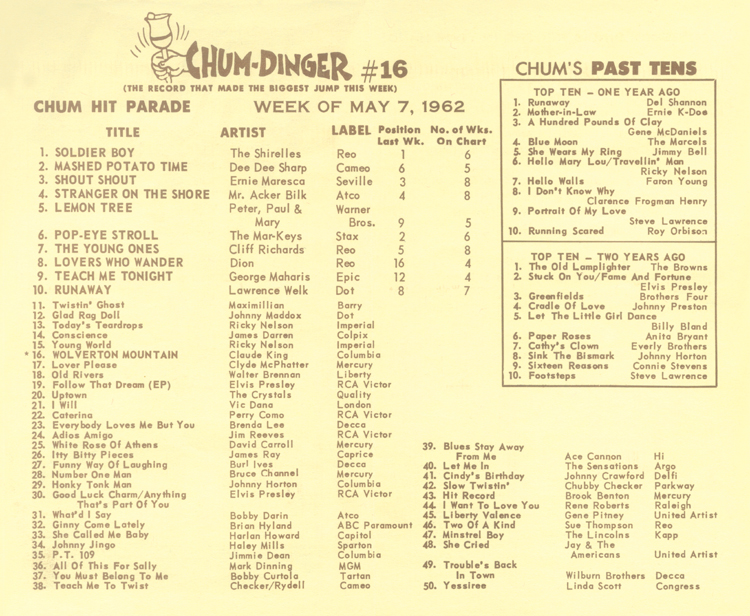 CHUM-DINGER #16
(THE RECORD THAT MADE THE BIGGEST JUMP THIS WEEK)
CHUM HIT PARADE WEEK OF MAY 7, 1962
TITLE ARTIST LABEL Position Last Wk. No. of Wks. On Chart
1. SOLDIER BOY The Shirelles Reo 1 6
2. MASHED POTATO TIME Dee Dee Sharp Cameo 6 5
3. SHOUT SHOUT Ernie Maresca Seville 3 8
4. STRANGER ON THE SHORE Mr. Acker Bilk Atco 4 8
5. LEMON TREE Peter, Paul & Warner
Mary Bros. 9 5
6. POP-EYE STROLL The Mar-Keys Stax 2 6
7. THE YOUNG ONES Cliff Richards Reo 5 8
8. LOVERS WHO WANDER Dion Reo 16 4
9. TEACH ME TONIGHT George Maharis Epic 12 4
10. RUNAWAY Lawrence Welk Dot 8 7
11. Twistin' Ghost Maximillian Barry
12. Glad Rag Doll Johnny Maddox Dot
13. Today's Teardrops Ricky Nelson Imperial
14. Conscience James Darren Colpix
15. Young World Ricky Nelson Imperial
*16. WOLVERTON MOUNTAIN Claude King Columbia
17. Lover Please Clyde McPhatter Mercury
18. Old Rivers Walter Brennan Liberty
19. Follow That Dream (EP) Elvis Presley RCA Victor
20. Uptown The Crystals Quality
21. I Will Vic Dana London
22. Caterina Perry Como RCA Victor
23. Everybody Loves Me But You Brenda Lee Decca
24. Adios Amigo Jim Reeves RCA Victor
25. White Rose Of Athens David Carroll Mercury
26. Itty Bitty Pieces James Ray Caprice
27. Funny Way Of Laughing Burl Ives Decca
28. Number One Man Bruce Channel Mercury
29. Honky Tonk Man Johnny Horton Columbia
30. Good Luck Charm/Anything Elvis Presley RCA Victor
That's Part Of You
31. What'd I Say Bobby Darin Atco
32. Ginny Come Lately Brian Hyland ABC Paramount
33. She Called Me Baby Harlan Howard Capitol
34. Johnny Jingo Haley Mills Sparton
35. P.T. 109 Jimmie Dean Columbia
36. All Of This For Sally Mark Dinning MGM
37. You Must Belong To Me Bobby Curtola Tartan
38. Teach Me To Twist Checker/Rydell Cameo
39. Blues Stay Away
From Me Ace Cannon Hi
40. Let Me In The Sensations Argo
41. Cindy's Birthday Johnny Crawford Delfi
42. Slow Twistin' Chubby Checker Parkway
43. Hit Record Brook Benton Mercury
44. I Want To Love You Rene Roberts Raleigh
45. Liberty Valence Gene Pitney United Artist
46. Two Of A Kind Sue Thompson Reo
47. Minstrel Boy The Lincolns Kapp
48. She Cried Jay & The
Americans United Artist
49. Trouble's Back
In Town Wilburn Brothers Decca
50. Yessiree Linda Scott Congress
CHUM'S PAST TENS
TOP TEN – ONE YEAR AGO
1. Runaway Del Shannon
2. Mother-in-Law Ernie K-Doe
3. A Hundred Pounds Of Clay
Gene McDaniels
4. Blue Moon The Marcels
5. She Wears My Ring Jimmy Bell
6. Hello Mary Lou/Travellin' Man
Ricky Nelson
7. Hello Walls Faron Young
8. I Don't Know Why
Clarence Frogman Henry
9. Portrait Of My Love
Steve Lawrence
10. Running Scared Roy Orbison
TOP TEN – TWO YEARS AGO
1. The Old Lamplighter The Browns
2. Stuck On You/Fame And Fortune
Elvis Presley
3. Greenfields Brothers Four
4. Cradle Of Love Johnny Preston
5. Let The Little Girl Dance
Billy Bland
6. Paper Roses Anita Bryant
7. Cathy's Clown Everly Brothers
8. Sink The Bismark Johnny Horton
9. Sixteen Reasons Connie Stevens
10. Footsteps Steve Lawrence